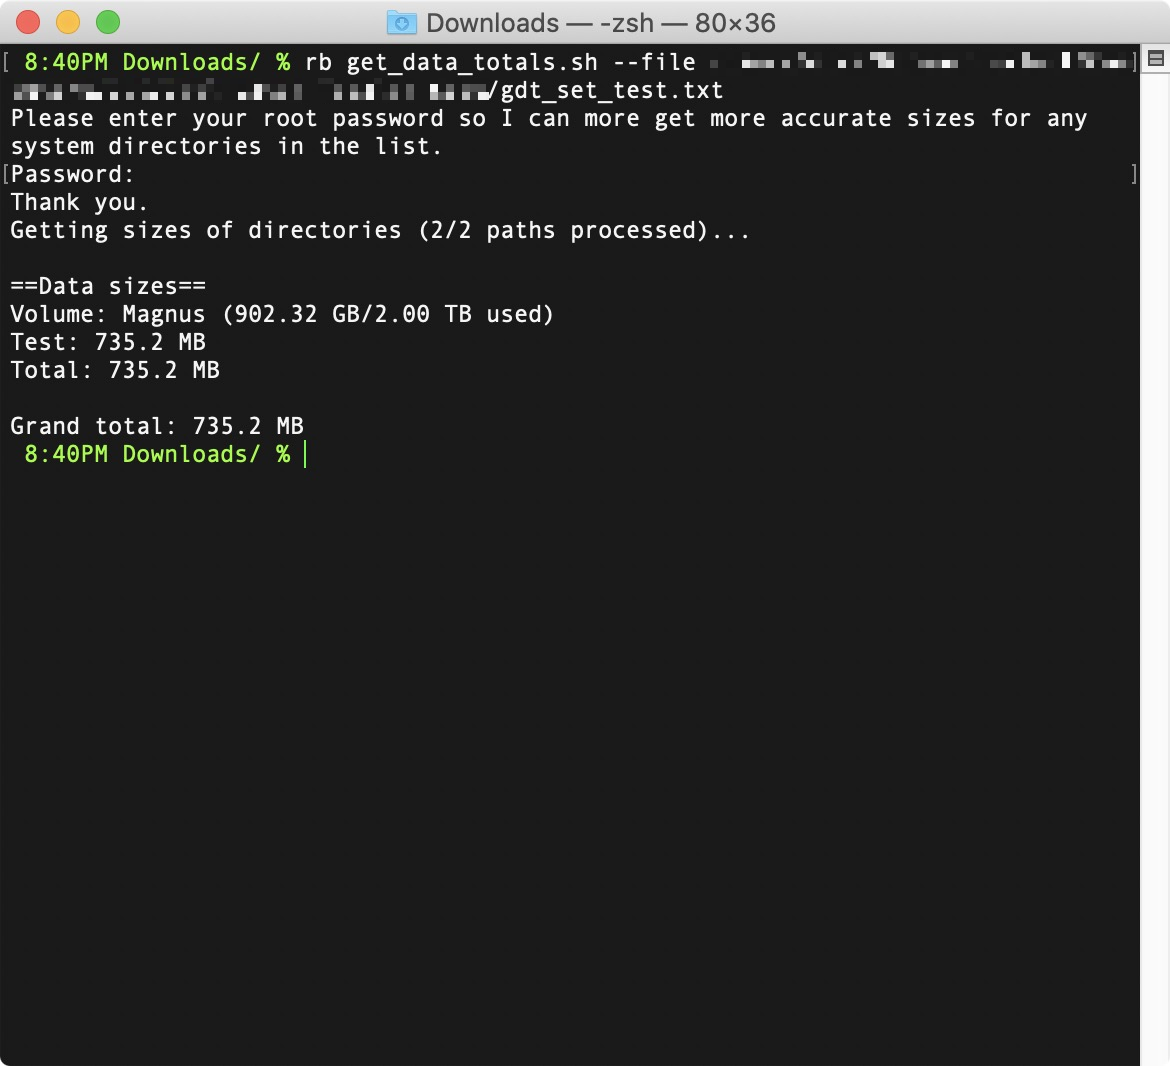 Downloads — -zsh — 80×36
[ 8:40PM Downloads/ % rb get_data_totals.sh --file ]
/gdt_set_test.txt
Please enter your root password so I can more get more accurate sizes for any
system directories in the list.
[Password: ]
Thank you.
Getting sizes of directories (2/2 paths processed)...
==Data sizes==
Volume: Magnus (902.32 GB/2.00 TB used)
Test: 735.2 MB
Total: 735.2 MB
Grand total: 735.2 MB
8:40PM Downloads/ %